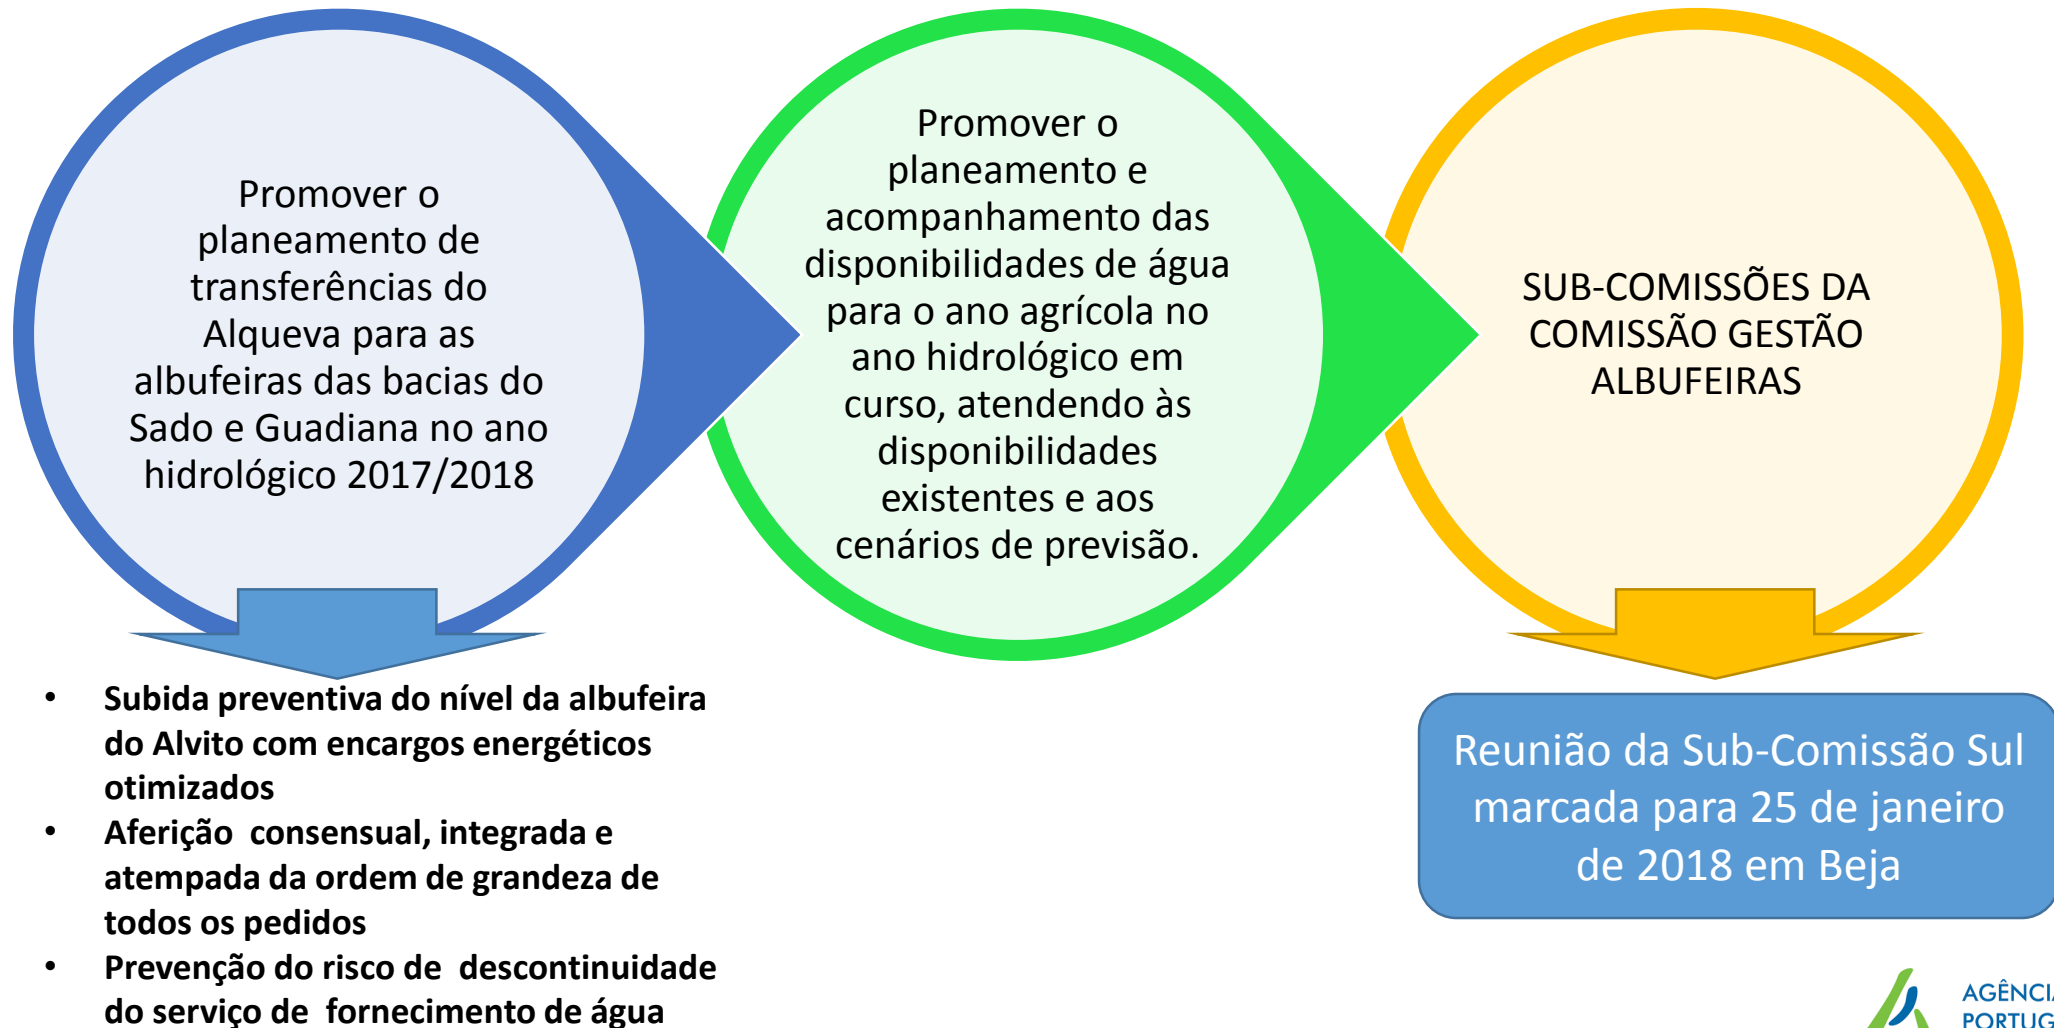 Promover o
planeamento de
transferências do
Alqueva para as
albufeiras das bacias do
Sado e Guadiana no ano
hidrológico 2017/2018
Promover o
planeamento e
acompanhamento das
disponibilidades de água
para o ano agrícola no
ano hidrológico em
curso, atendendo às
disponibilidades
existentes e aos
cenários de previsão.
SUB-COMISSÕES DA
COMISSÃO GESTÃO
ALBUFEIRAS
• Subida preventiva do nível da albufeira
do Alvito com encargos energéticos
otimizados
• Aferição consensual, integrada e
atempada da ordem de grandeza de
todos os pedidos
• Prevenção do risco de descontinuidade
do serviço de fornecimento de água
Reunião da Sub-Comissão Sul
marcada para 25 de janeiro
de 2018 em Beja